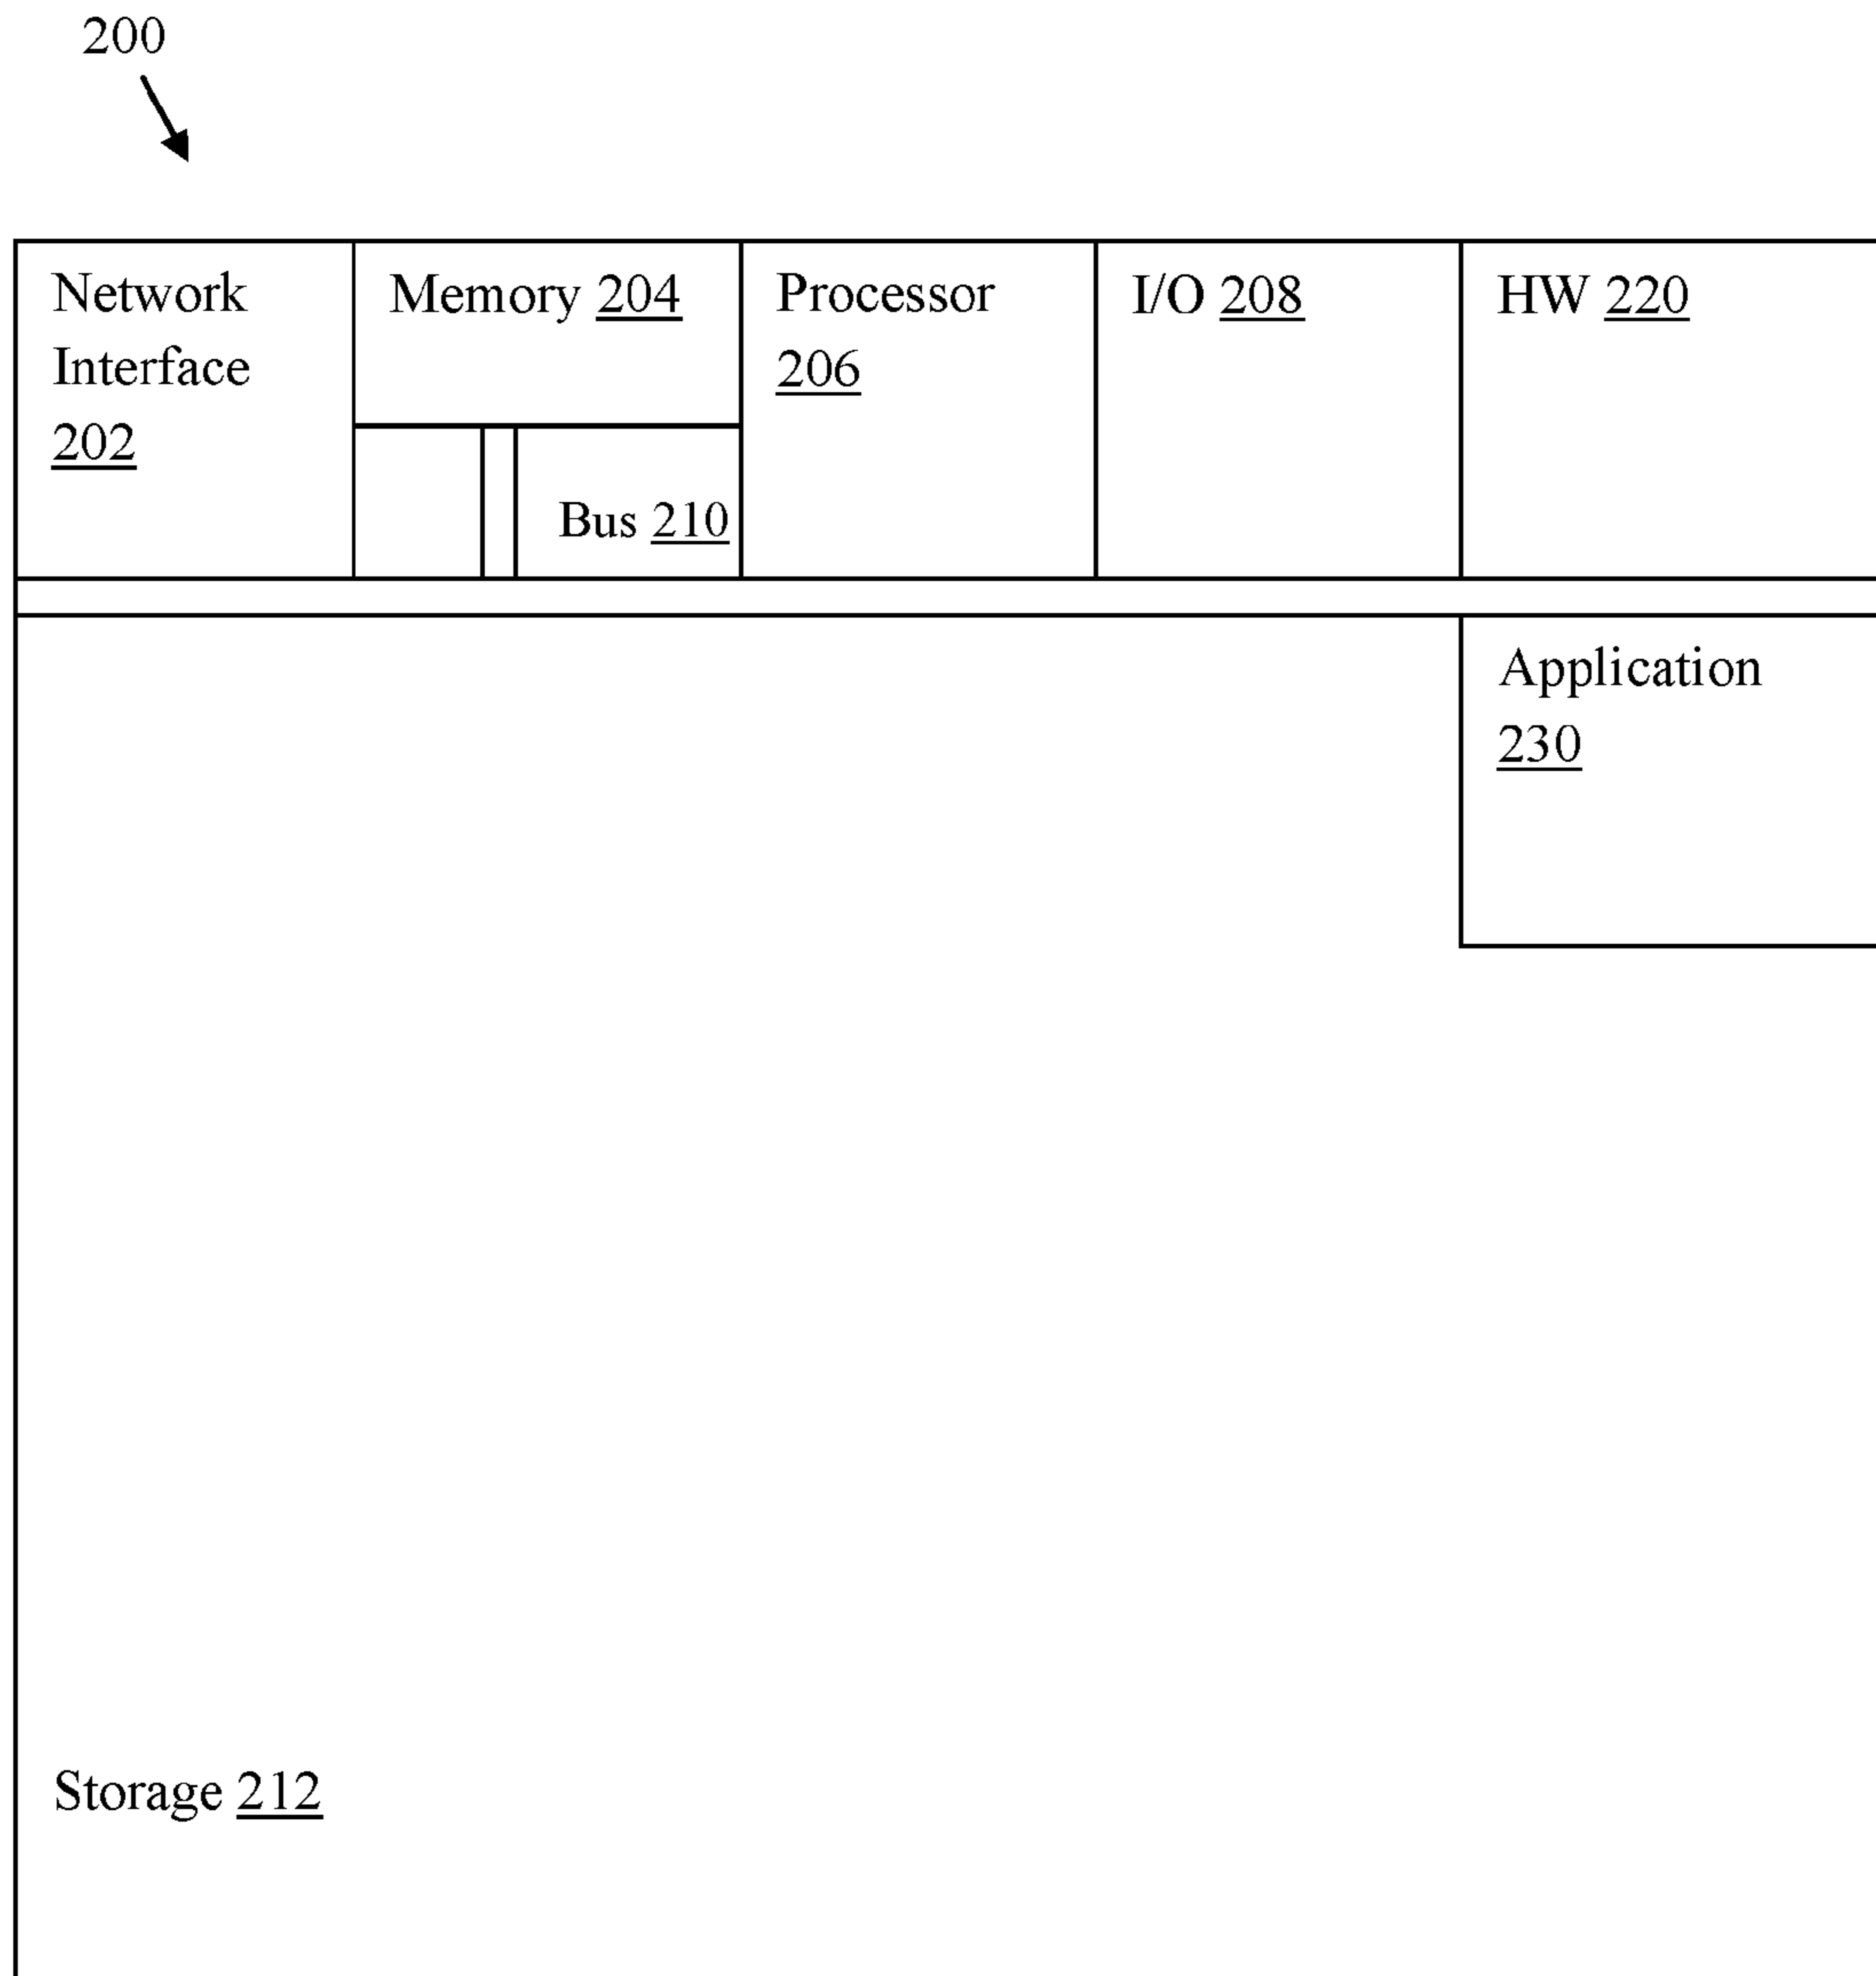 200
Network
Interface
202
Memory 204
Bus 210
Processor
206
I/O 208
HW 220
Application
230
Storage 212